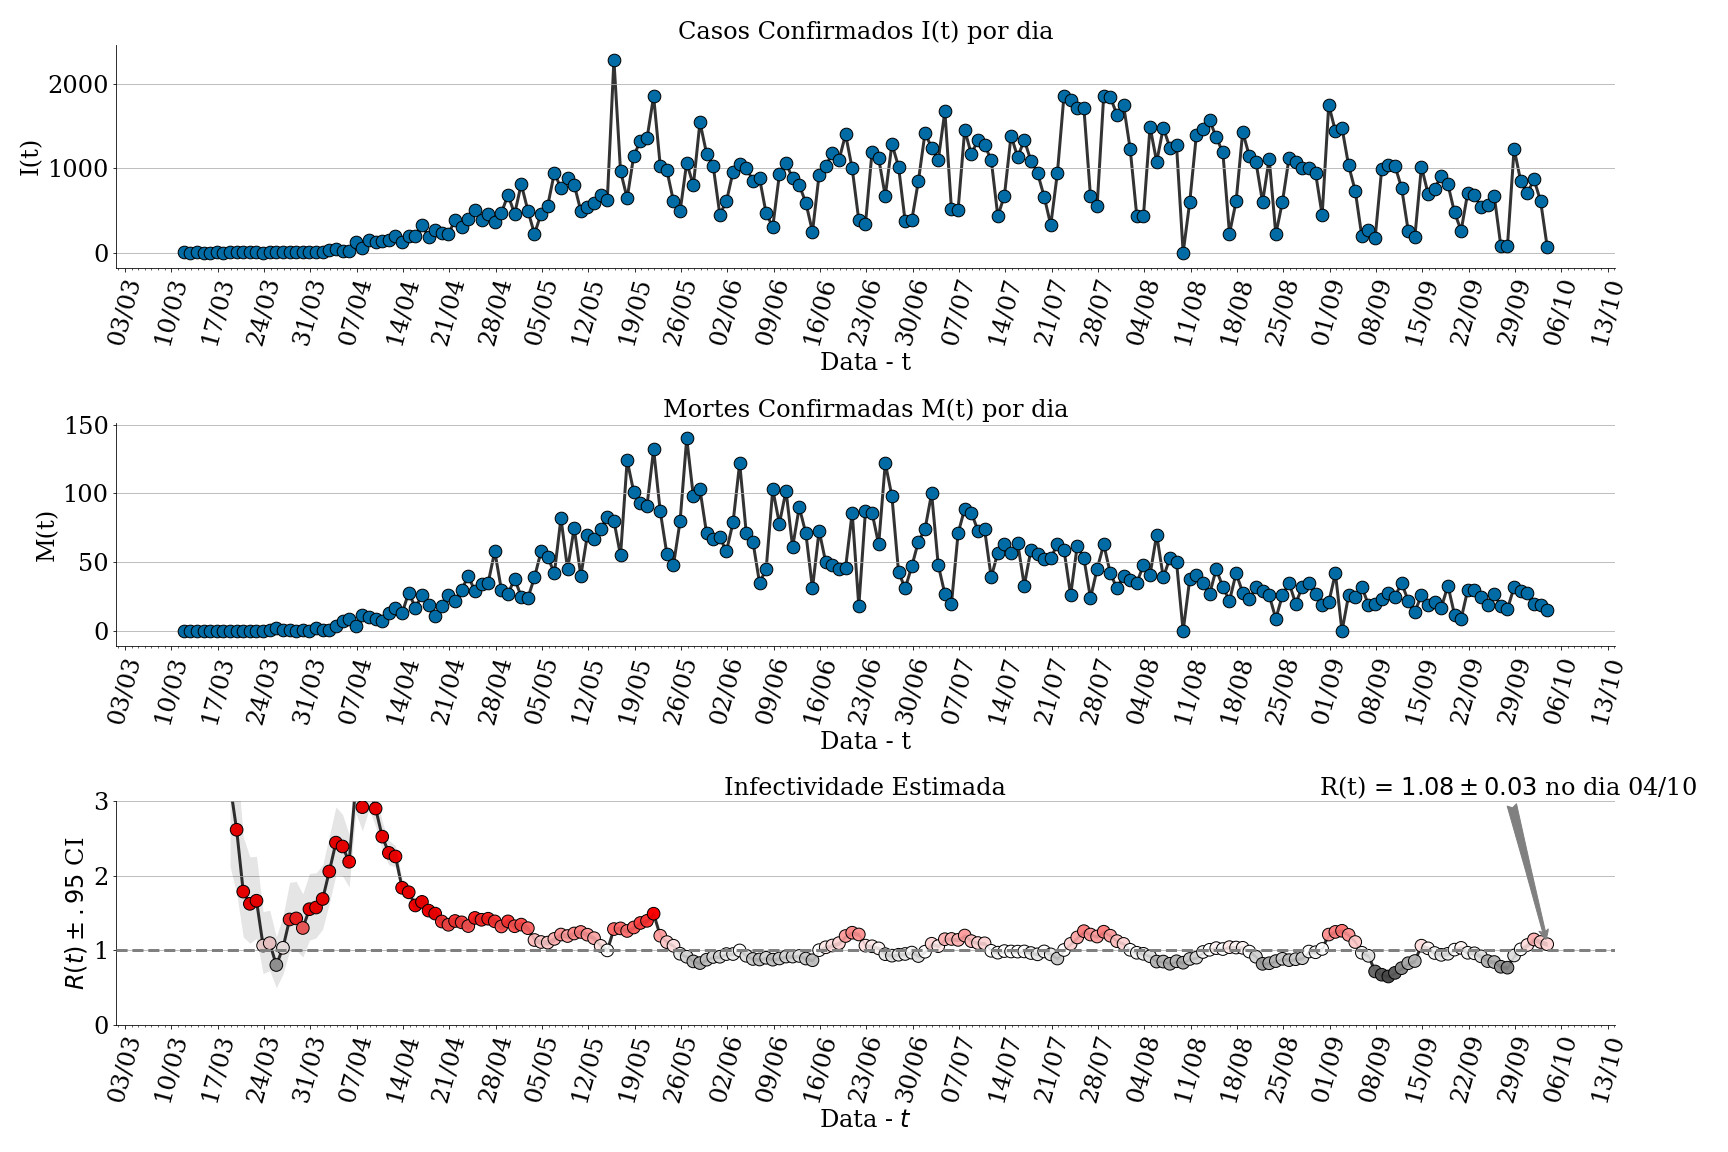 Casos Confirmados I(t) por dia
I(t)
2000
1000
0
03/03 10/03 17/03 24/03 31/03 07/04 14/04 21/04 28/04 05/05 12/05 19/05 26/05 02/06 09/06 16/06 23/06 30/06 07/07 14/07 21/07 28/07 04/08 11/08 18/08 25/08 01/09 08/09 15/09 22/09 29/09 06/10 13/10
Data - t
Mortes Confirmadas M(t) por dia
M(t)
150
100
50
0
03/03 10/03 17/03 24/03 31/03 07/04 14/04 21/04 28/04 05/05 12/05 19/05 26/05 02/06 09/06 16/06 23/06 30/06 07/07 14/07 21/07 28/07 04/08 11/08 18/08 25/08 01/09 08/09 15/09 22/09 29/09 06/10 13/10
Data - t
Infectividade Estimada
R(t) = 1.08 ± 0.03 no dia 04/10
R(t) ± .95 CI
3
2
1
0
03/03 10/03 17/03 24/03 31/03 07/04 14/04 21/04 28/04 05/05 12/05 19/05 26/05 02/06 09/06 16/06 23/06 30/06 07/07 14/07 21/07 28/07 04/08 11/08 18/08 25/08 01/09 08/09 15/09 22/09 29/09 06/10 13/10
Data - t